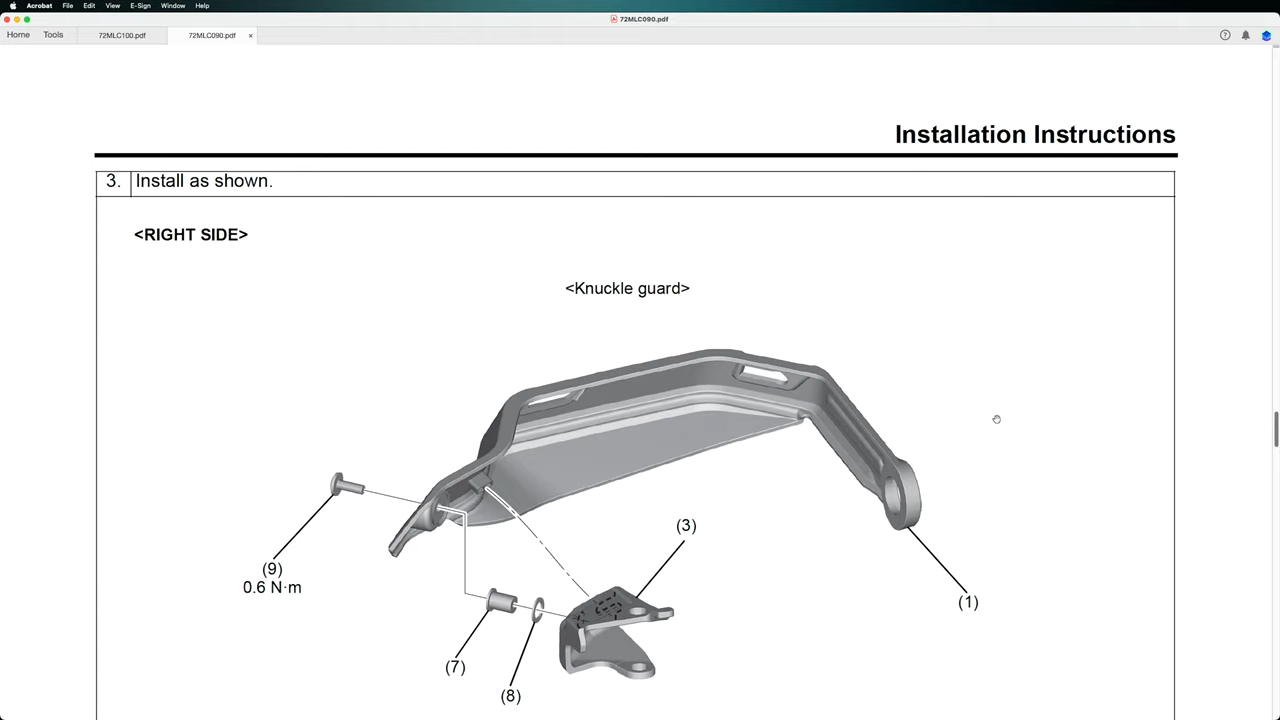 Acrobat File Edit View E-Sign Window Help
72MLC090.pdf
Home Tools 72MLC100.pdf 72MLC090.pdf ×
Installation Instructions
3. Install as shown.
<RIGHT SIDE>
<Knuckle guard>
(3)
(9)
0.6 N·m
(1)
(7)
(8)